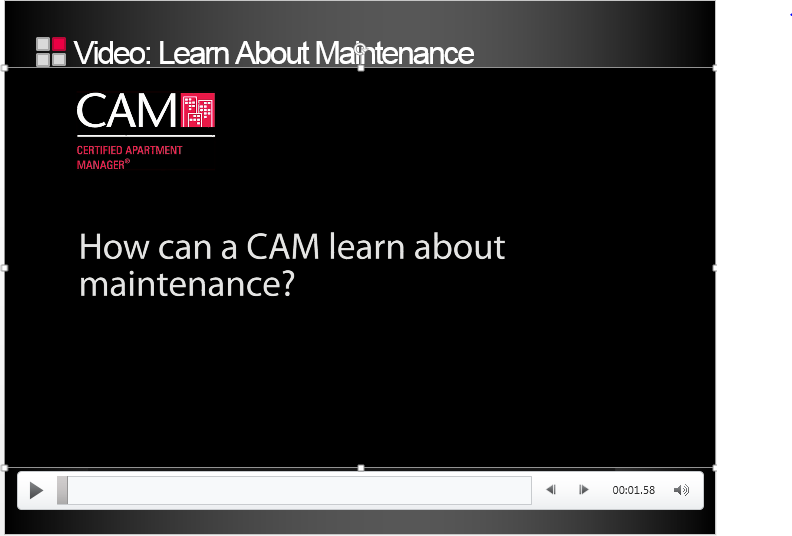 Video: Learn About Maintenance
CAM
CERTIFIED APARTMENT
MANAGER®
How can a CAM learn about
maintenance?
00:01.58